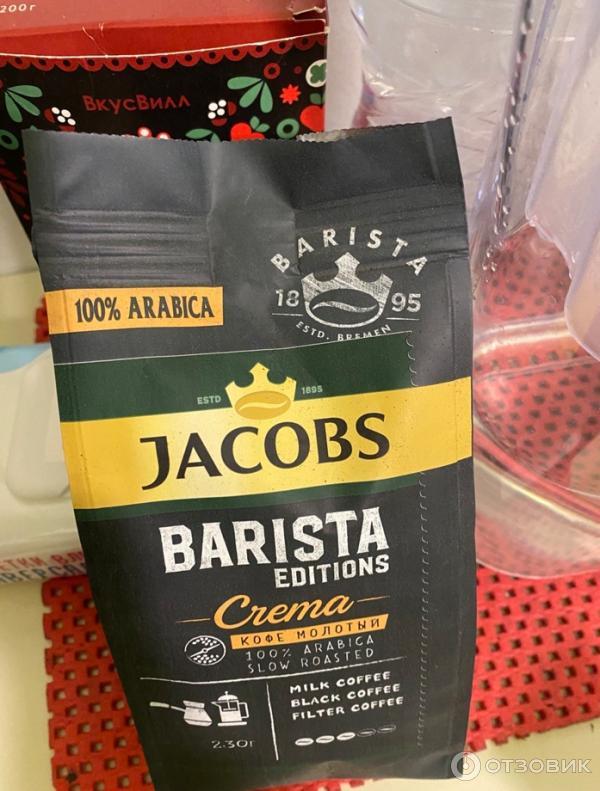 200г
ВкусВилл
BARISTA
18 95
ESTD. BREMEN
100% ARABICA
ESTD 1895
JACOBS
BARISTA
EDITIONS
Crema
КОФЕ МОЛОТЫЙ
100% ARABICA
SLOW ROASTED
MILK COFFEE
BLACK COFFEE
FILTER COFFEE
230г
ОТЗОВИК